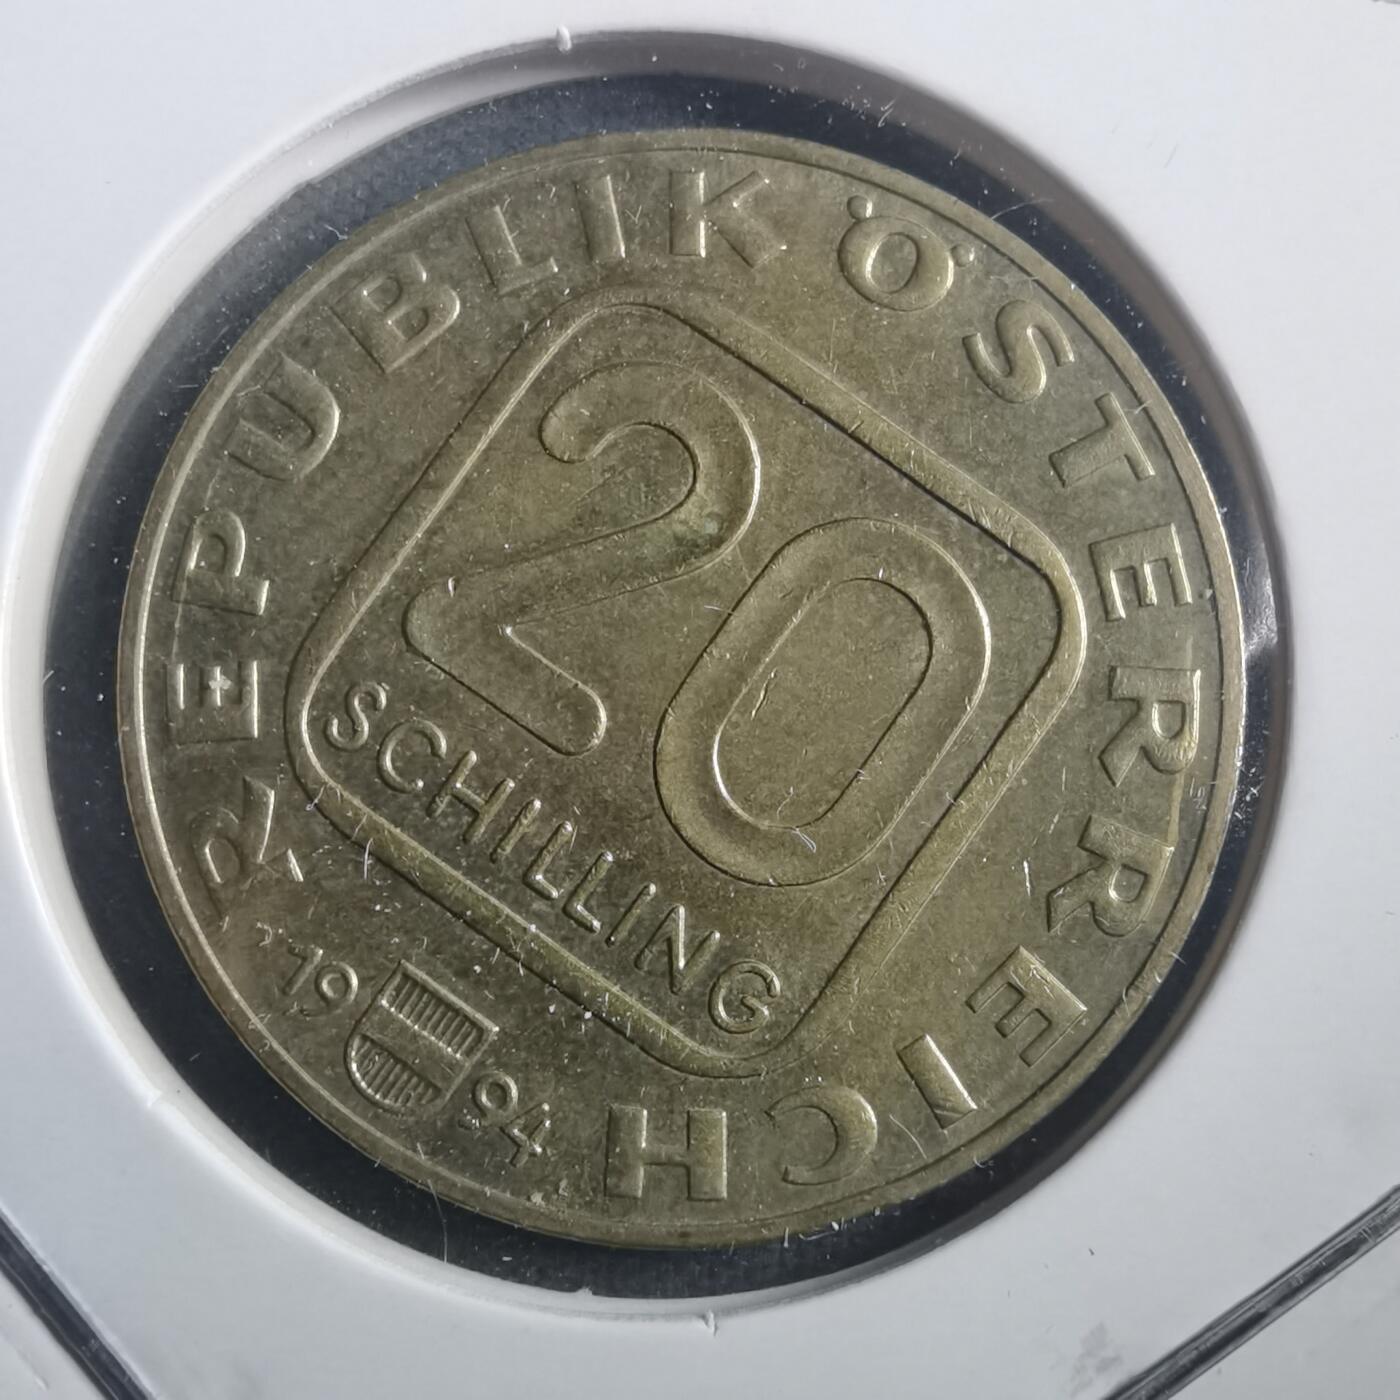 REPUBLIK ÖSTERREICH
20
SCHILLING
19 94